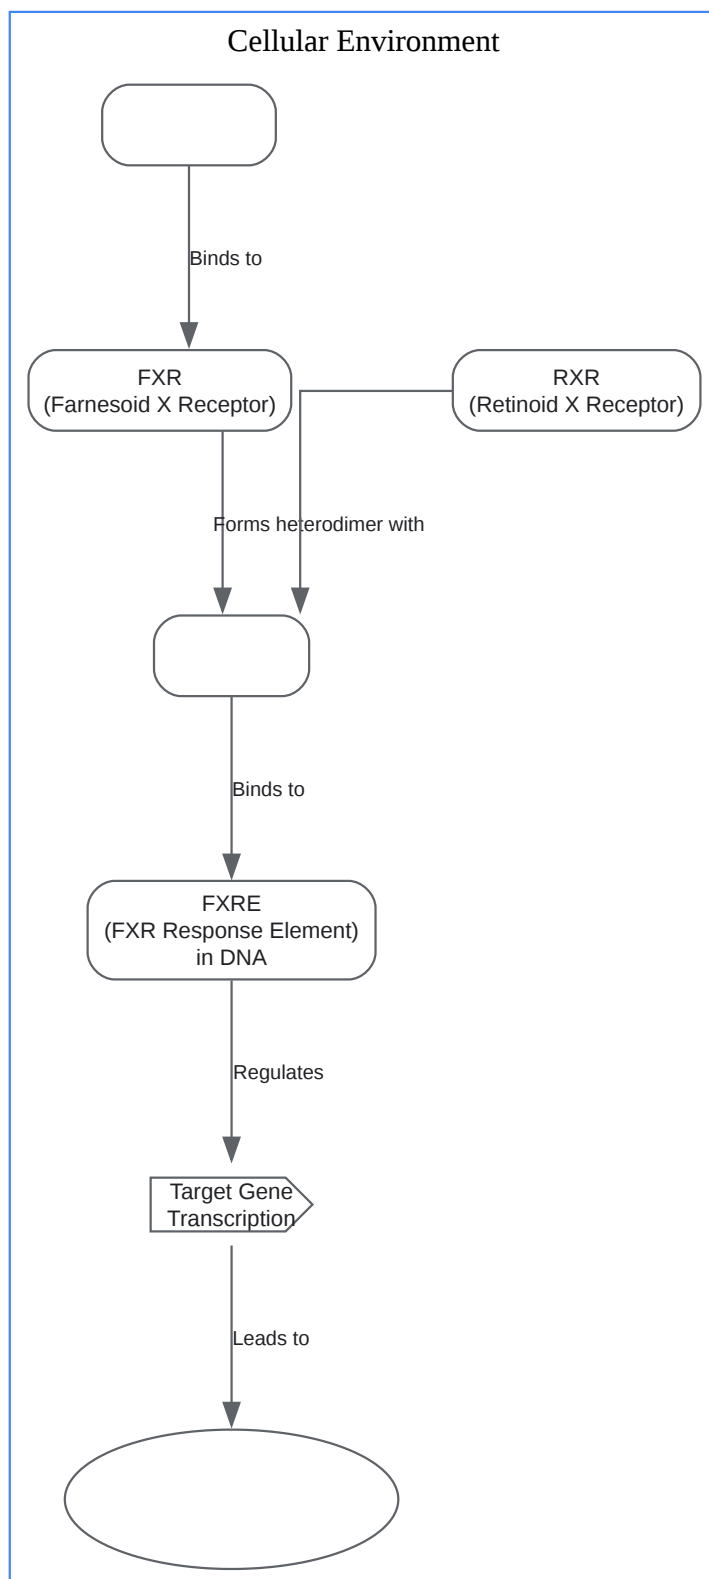 Cellular Environment
Binds to
FXR
(Farnesoid X Receptor)
RXR
(Retinoid X Receptor)
Forms heterodimer with
Binds to
FXRE
(FXR Response Element)
in DNA
Regulates
Target Gene
Transcription
Leads to